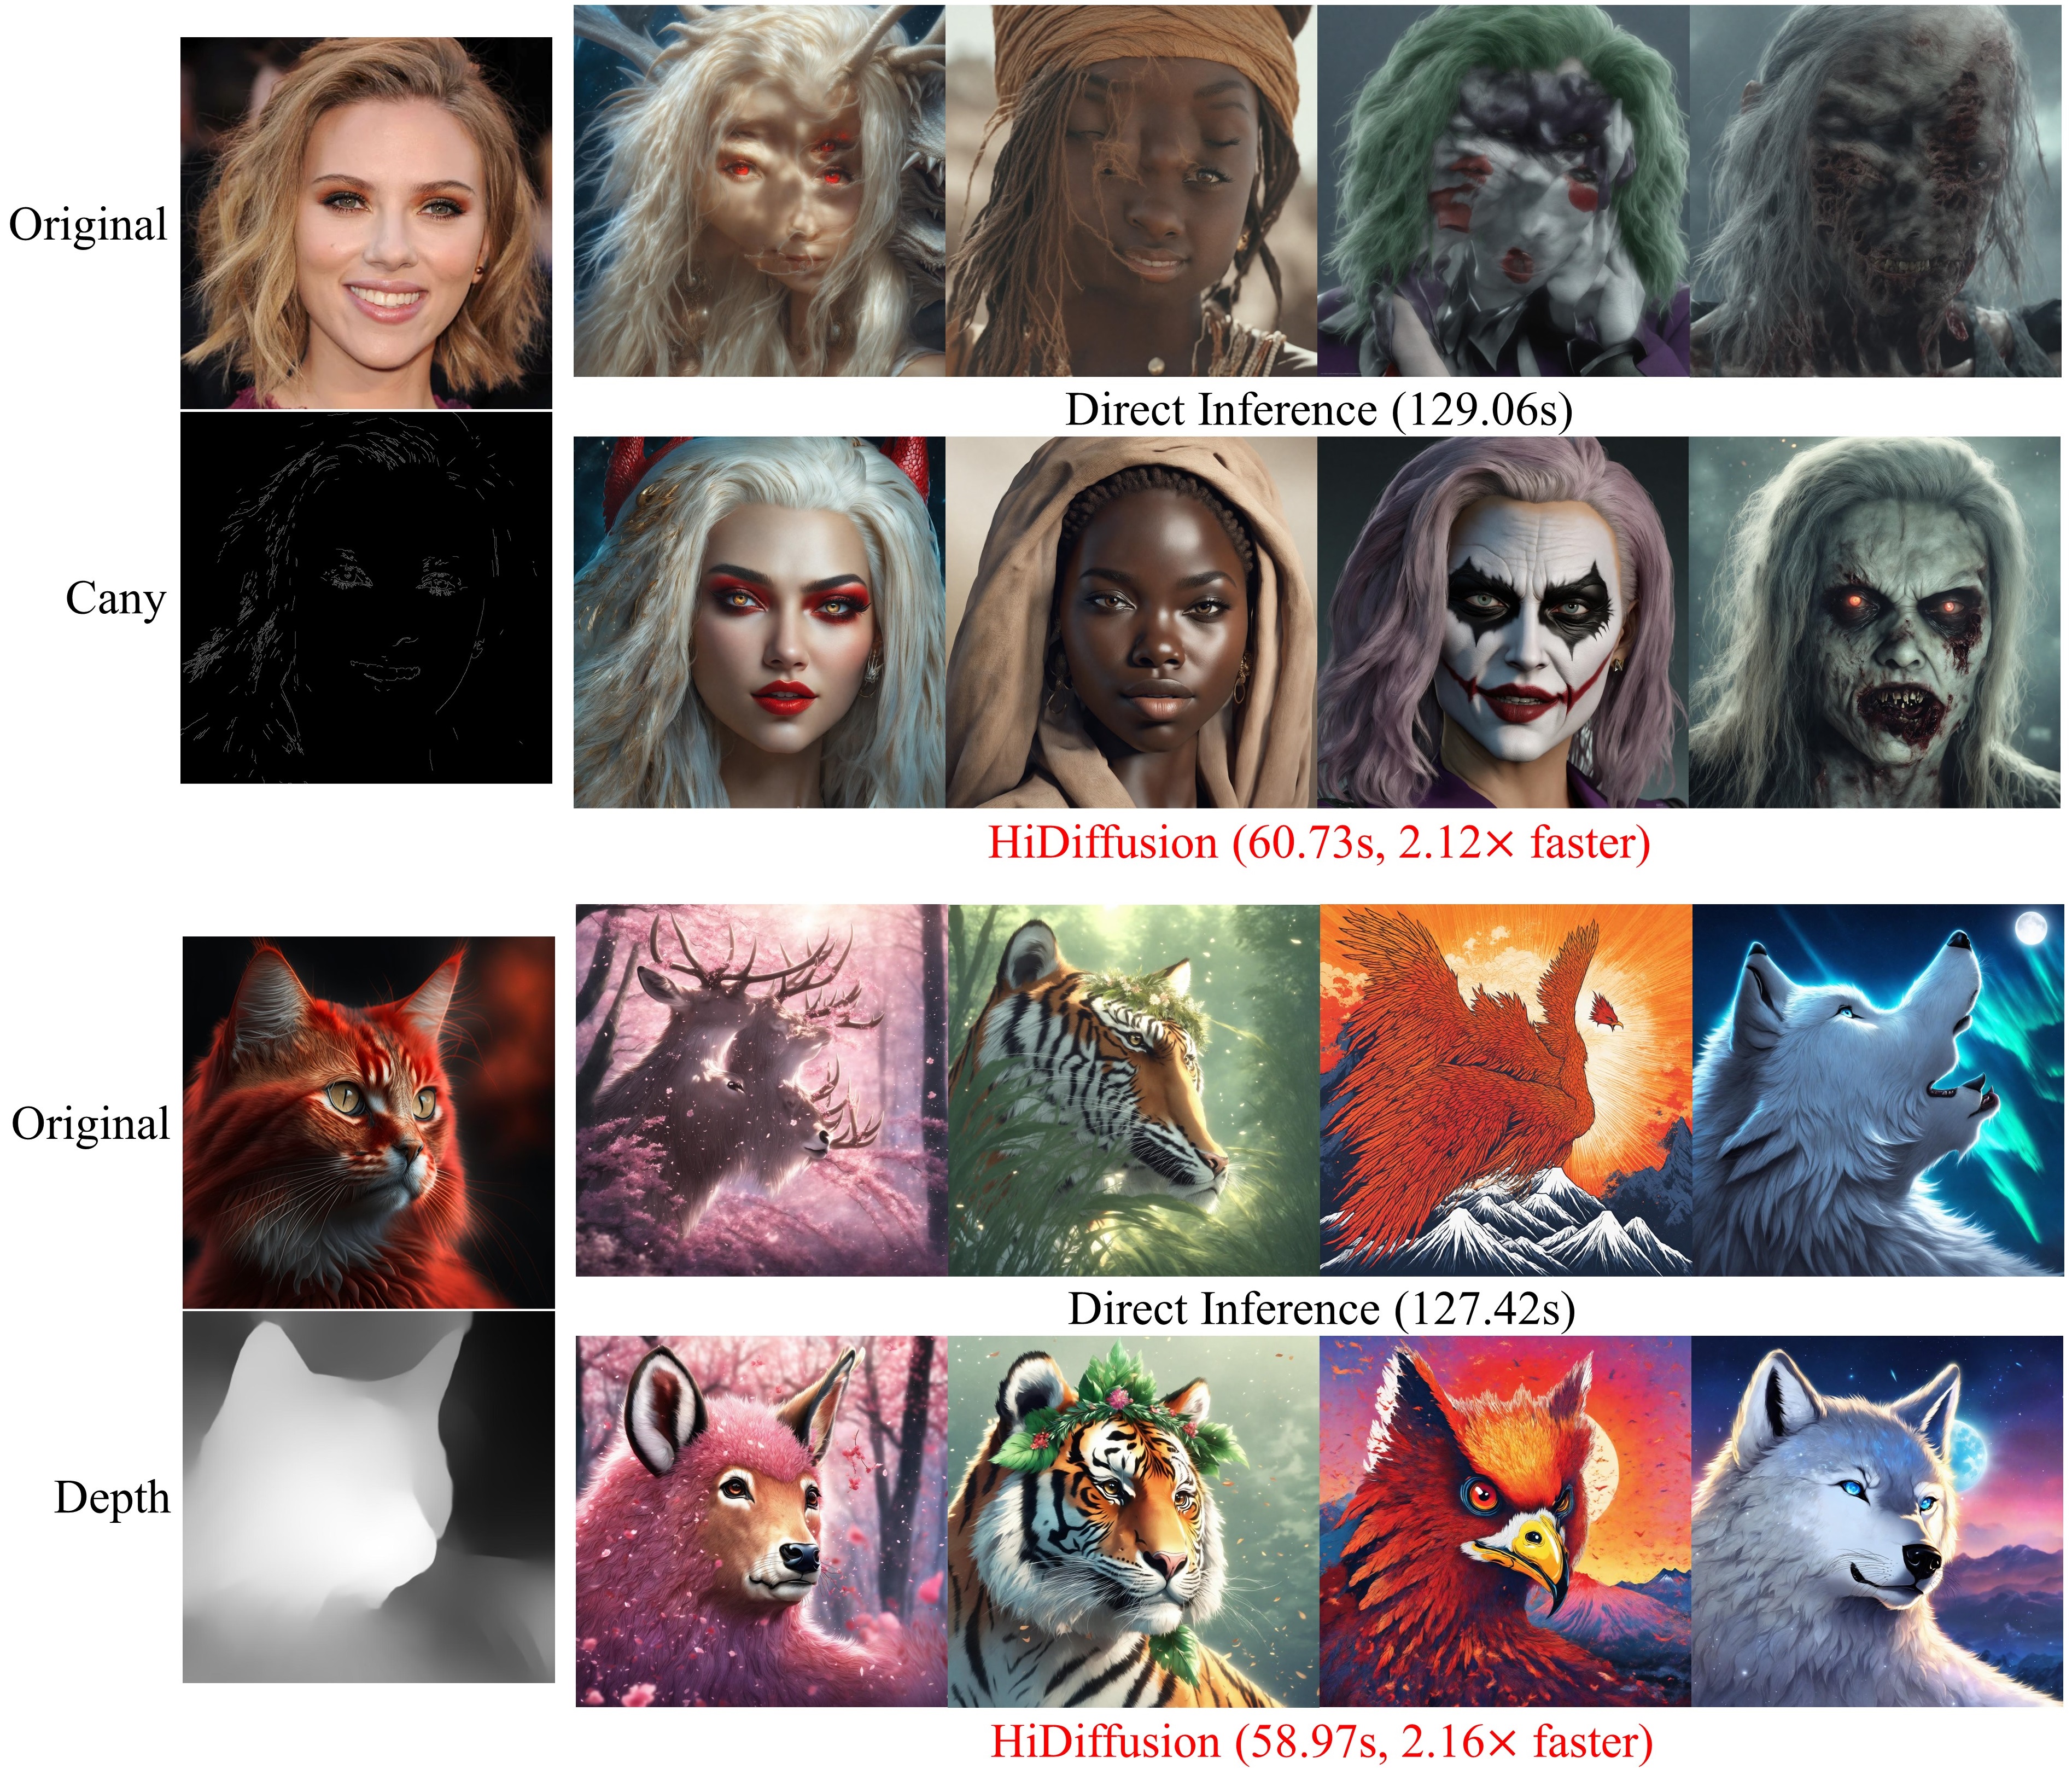 Original
Direct Inference (129.06s)
Cany
HiDiffusion (60.73s, 2.12× faster)
Original
Direct Inference (127.42s)
Depth
HiDiffusion (58.97s, 2.16× faster)